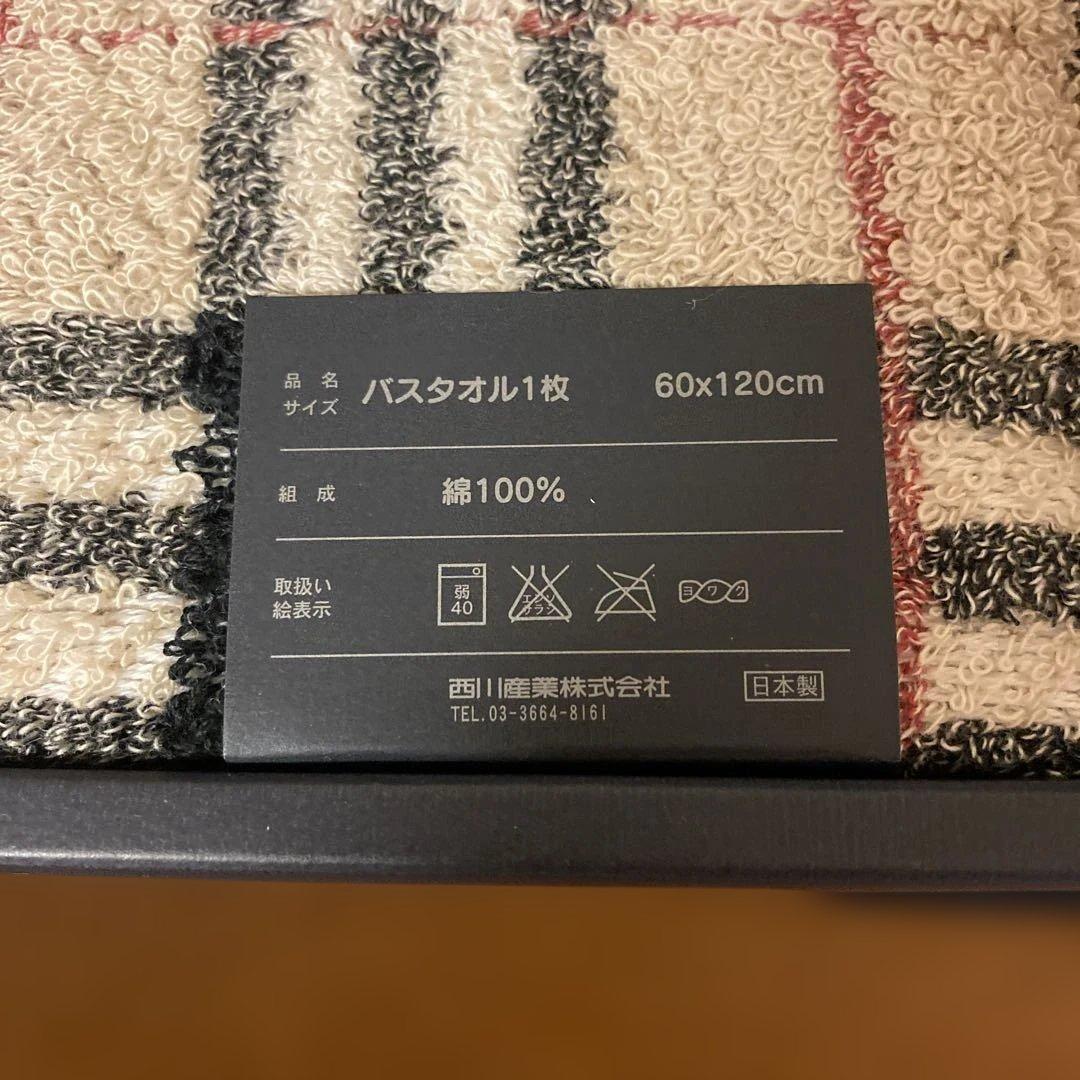 品名
サイズ
バスタオル1枚 60x120cm
組成 綿100%
取扱い
絵表示
弱
40
エンソ
サラシ
ヨワク
西川産業株式会社 日本製
TEL.03-3664-8161